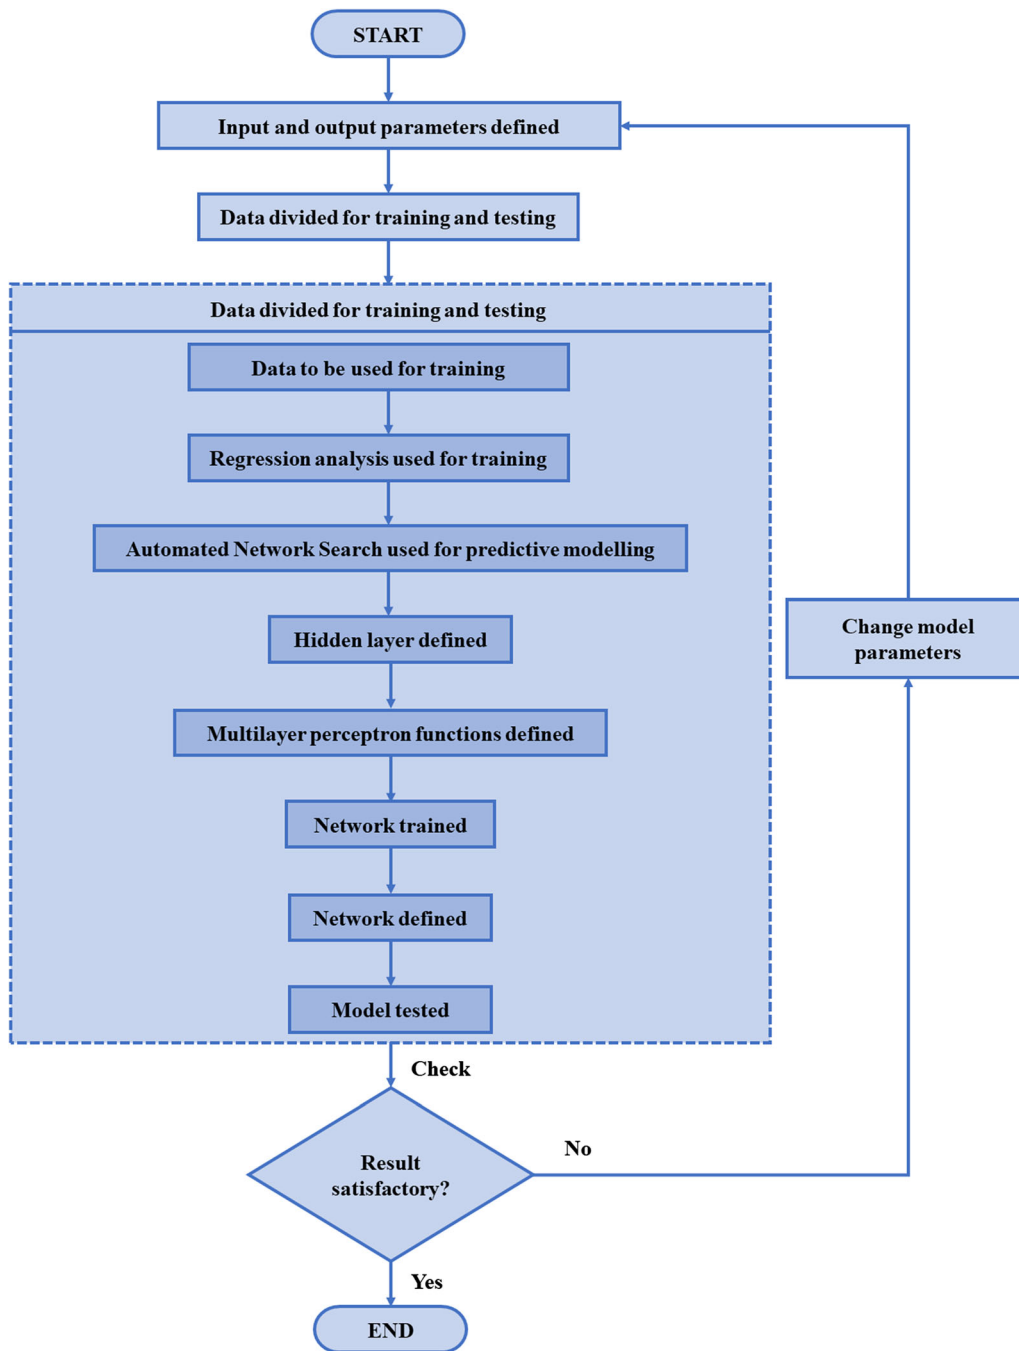 START
Input and output parameters defined
Data divided for training and testing
Data divided for training and testing
Data to be used for training
Regression analysis used for training
Automated Network Search used for predictive modelling
Hidden layer defined
Multilayer perceptron functions defined
Network trained
Network defined
Model tested
Check
Result
satisfactory?
No
Change model
parameters
Yes
END